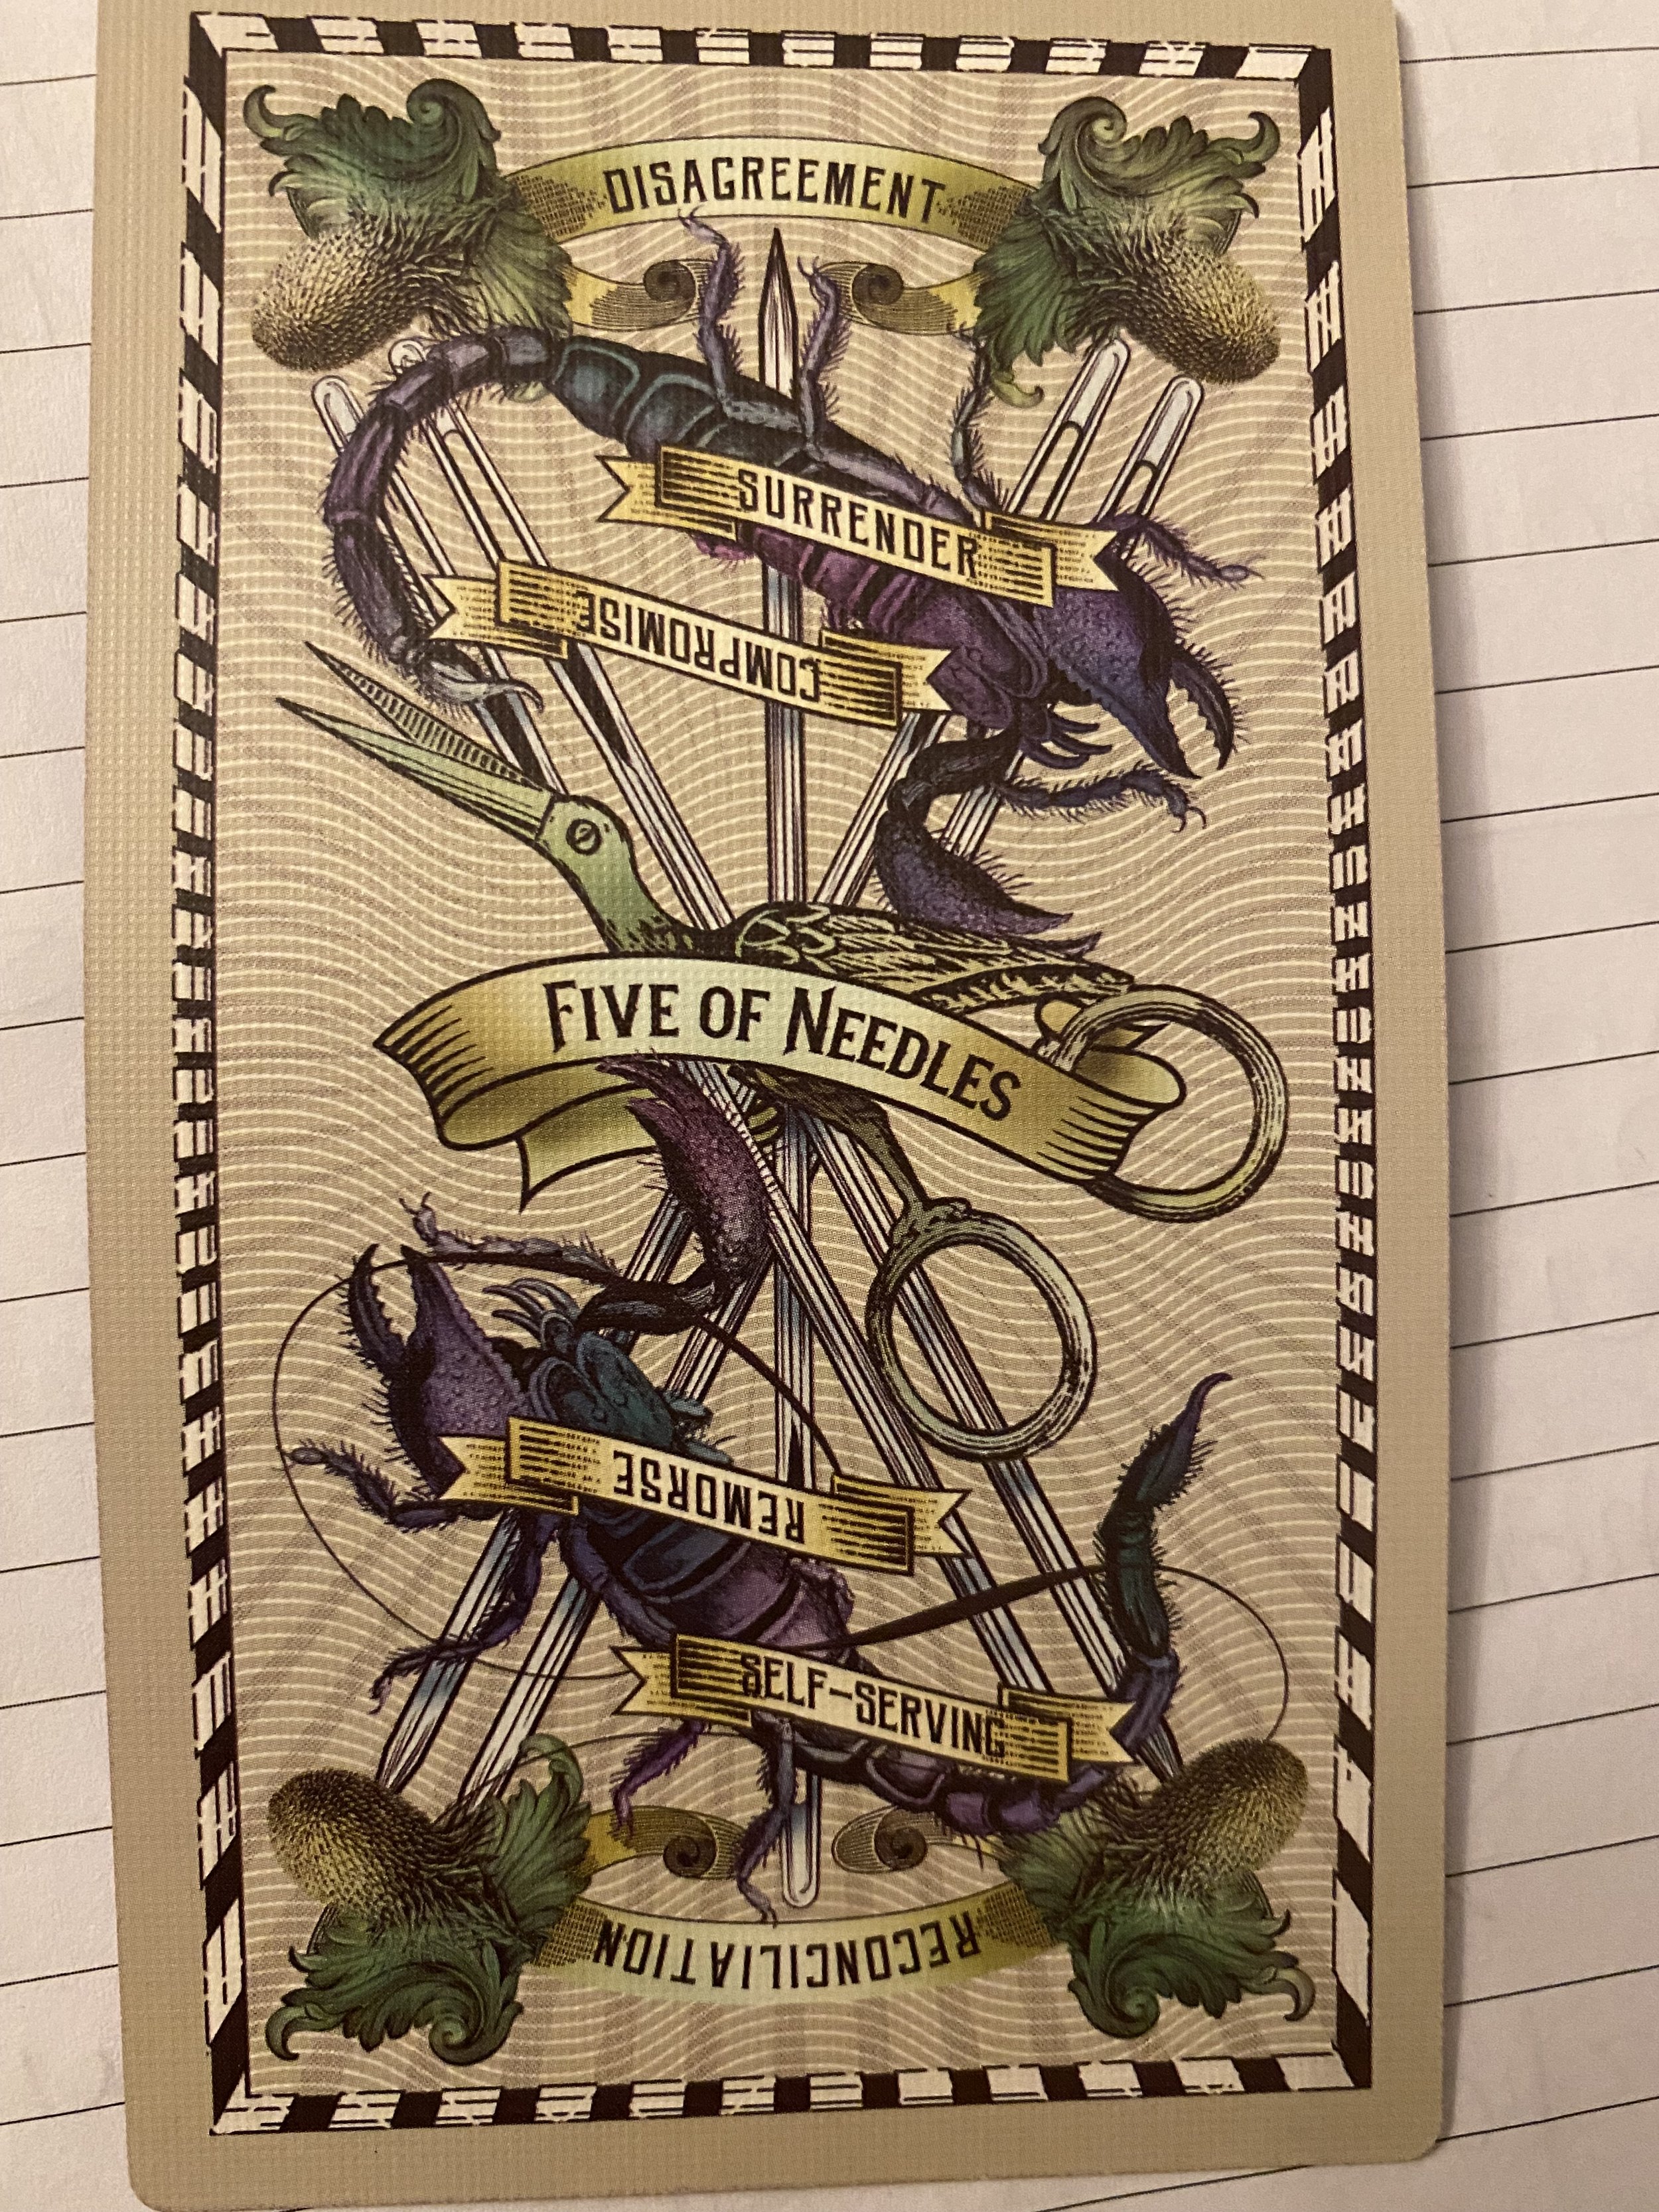 DISAGREEMENT
SURRENDER
COMPROMISE
FIVE OF NEEDLES
REMORSE
SELF-SERVING
RECONCILIATION